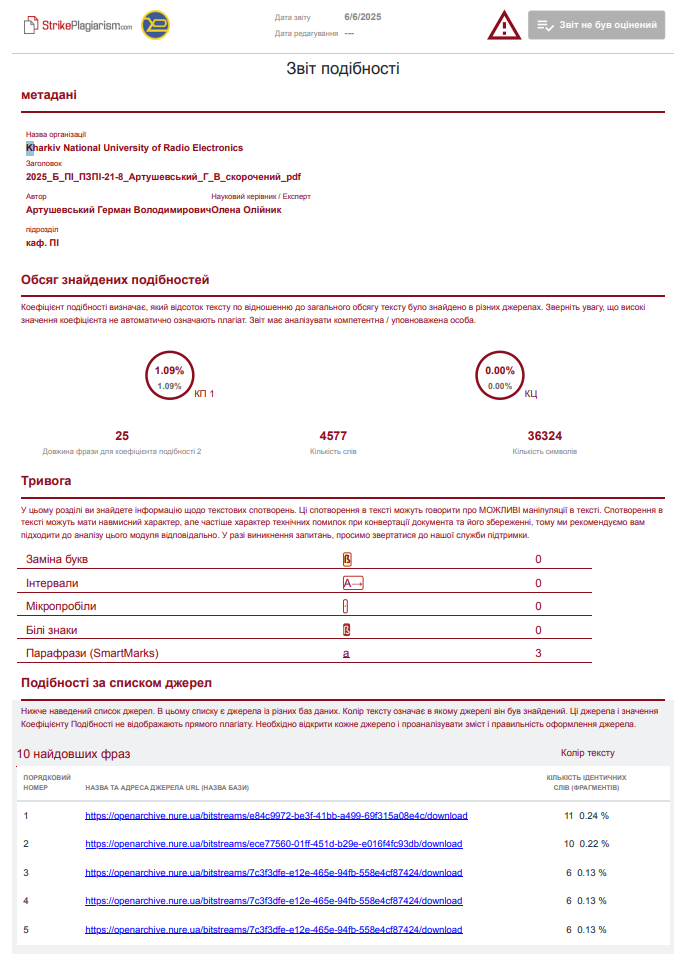 StrikePlagiarism.com
Дата звіту 6/6/2025
Дата редагування ---
Звіт не був оцінений
Звіт подібності
метадані
Назва організації
Kharkiv National University of Radio Electronics
Заголовок
2025_Б_ПІ_ПЗПІ-21-8_Артушевський_Г_В_скорочений_pdf
Автор Науковий керівник / Експерт
Артушевський Герман ВолодимировичОлена Олійник
підрозділ
каф. ПІ
Обсяг знайдених подібностей
Коефіцієнт подібності визначає, який відсоток тексту по відношенню до загального обсягу тексту було знайдено в різних джерелах. Зверніть увагу, що високі
значення коефіцієнта не автоматично означають плагіат. Звіт має аналізувати компетентна / уповноважена особа.
1.09%
1.09%
КП 1
0.00%
0.00%
КЦ
25 4577 36324
Довжина фрази для коефіцієнта подібності 2 Кількість слів Кількість символів
Тривога
У цьому розділі ви знайдете інформацію щодо текстових спотворень. Ці спотворення в тексті можуть говорити про МОЖЛИВІ маніпуляції в тексті. Спотворення в
тексті можуть мати навмисний характер, але частіше характер технічних помилок при конвертації документа та його збереженні, тому ми рекомендуємо вам
підходити до аналізу цього модуля відповідально. У разі виникнення запитань, просимо звертатися до нашої служби підтримки.
Заміна букв ß 0
Інтервали A→ 0
Мікропробіли · 0
Білі знаки ß 0
Парафрази (SmartMarks) a 3
Подібності за списком джерел
Нижче наведений список джерел. В цьому списку є джерела із різних баз даних. Колір тексту означає в якому джерелі він був знайдений. Ці джерела і значення
Коефіцієнту Подібності не відображають прямого плагіату. Необхідно відкрити кожне джерело і проаналізувати зміст і правильність оформлення джерела.
10 найдовших фраз Колір тексту
ПОРЯДКОВИЙ
НОМЕР
НАЗВА ТА АДРЕСА ДЖЕРЕЛА URL (НАЗВА БАЗИ)
КІЛЬКІСТЬ ІДЕНТИЧНИХ
СЛІВ (ФРАГМЕНТІВ)
1 https://openarchive.nure.ua/bitstreams/e84c9972-be3f-41bb-a499-69f315a08e4c/download 11 0.24 %
2 https://openarchive.nure.ua/bitstreams/ece77560-01ff-451d-b29e-e016f4fc93db/download 10 0.22 %
3 https://openarchive.nure.ua/bitstreams/7c3f3dfe-e12e-465e-94fb-558e4cf87424/download 6 0.13 %
4 https://openarchive.nure.ua/bitstreams/7c3f3dfe-e12e-465e-94fb-558e4cf87424/download 6 0.13 %
5 https://openarchive.nure.ua/bitstreams/7c3f3dfe-e12e-465e-94fb-558e4cf87424/download 6 0.13 %